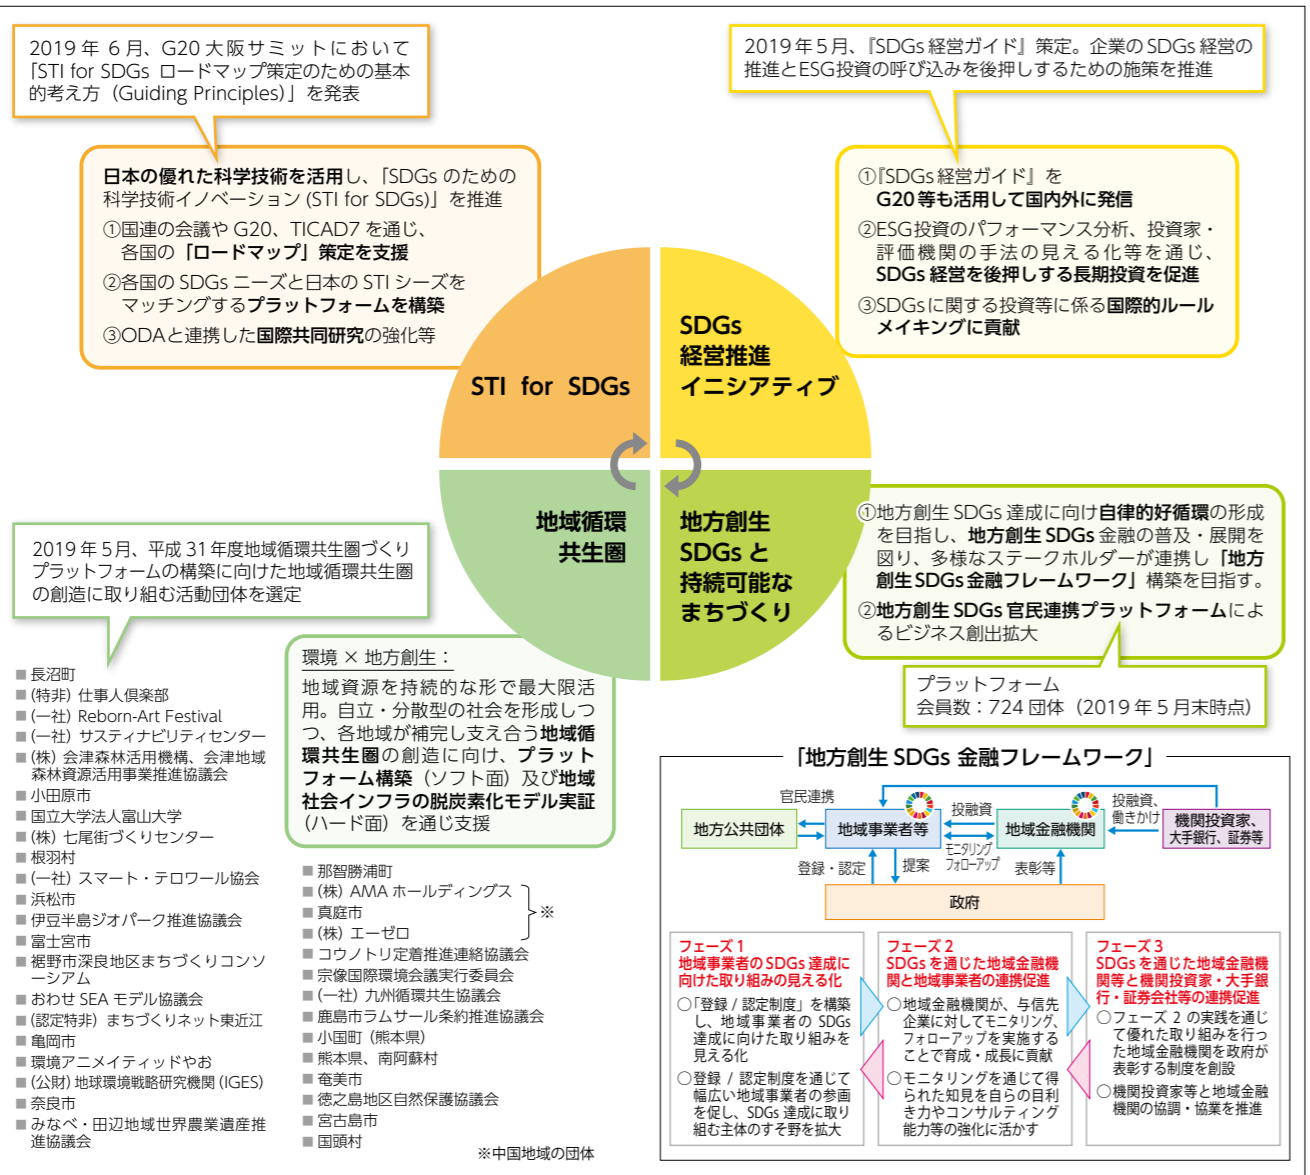 2019年6月、G20大阪サミットにおいて
「STI for SDGs ロードマップ策定のための基本
的考え方（Guiding Principles）」を発表
日本の優れた科学技術を活用し、「SDGsのための
科学技術イノベーション(STI for SDGs)」を推進
①国連の会議やG20、TICAD7を通じ、
各国の「ロードマップ」策定を支援
②各国のSDGsニーズと日本のSTIシーズを
マッチングするプラットフォームを構築
③ODAと連携した国際共同研究の強化等
2019年5月、『SDGs経営ガイド』策定。企業のSDGs経営の
推進とESG投資の呼び込みを後押しするための施策を推進
①『SDGs経営ガイド』を
G20等も活用して国内外に発信
②ESG投資のパフォーマンス分析、投資家・
評価機関の手法の見える化等を通じ、
SDGs経営を後押しする長期投資を促進
③SDGsに関する投資等に係る国際的ルール
メイキングに貢献
STI for SDGs
SDGs
経営推進
イニシアティブ
地域循環
共生圏
地方創生
SDGsと
持続可能な
まちづくり
2019年5月、平成31年度地域循環共生圏づくり
プラットフォームの構築に向けた地域循環共生圏
の創造に取り組む活動団体を選定
①地方創生SDGs達成に向け自律的好循環の形成
を目指し、地方創生SDGs金融の普及・展開を
図り、多様なステークホルダーが連携し「地方
創生SDGs金融フレームワーク」構築を目指す。
②地方創生SDGs官民連携プラットフォームによ
るビジネス創出拡大
プラットフォーム
会員数：724団体（2019年5月末時点）
環境×地方創生：
地域資源を持続的な形で最大限活
用。自立・分散型の社会を形成しつ
つ、各地域が補完し支え合う地域循
環共生圏の創造に向け、プラット
フォーム構築（ソフト面）及び地域
社会インフラの脱炭素化モデル実証
（ハード面）を通じ支援
■長沼町
■(特非) 仕事人倶楽部
■(一社) Reborn-Art Festival
■(一社) サスティナビリティセンター
■(株) 会津森林活用機構、会津地域
森林資源活用事業推進協議会
■小田原市
■国立大学法人富山大学
■(株) 七尾街づくりセンター
■根羽村
■(一社) スマート・テロワール協会
■浜松市
■伊豆半島ジオパーク推進協議会
■富士宮市
■裾野市深良地区まちづくりコンソ
ーシアム
■おわせSEAモデル協議会
■(認定特非) まちづくりネット東近江
■亀岡市
■環境アニメイティッドやお
■(公財) 地球環境戦略研究機関(IGES)
■奈良市
■みなべ・田辺地域世界農業遺産推
進協議会
■那智勝浦町
■(株) AMAホールディングス
■真庭市
■(株) エーゼロ
※
■コウノトリ定着推進連絡協議会
■宗像国際環境会議実行委員会
■(一社) 九州循環共生協議会
■鹿島市ラムサール条約推進協議会
■小国町（熊本県）
■熊本県、南阿蘇村
■奄美市
■徳之島地区自然保護協議会
■宮古島市
■国頭村
※中国地域の団体
「地方創生SDGs金融フレームワーク」
官民連携
投融資
投融資、
働きかけ
地方公共団体
地域事業者等
地域金融機関
機関投資家、
大手銀行、証券等
モニタリング
フォローアップ
登録・認定
提案
表彰等
政府
フェーズ1
地域事業者のSDGs達成に
向けた取り組みの見える化
○「登録/認定制度」を構築
し、地域事業者のSDGs
達成に向けた取り組みを
見える化
○登録/認定制度を通じて
幅広い地域事業者の参画
を促し、SDGs達成に取り
組む主体のすそ野を拡大
フェーズ2
SDGsを通じた地域金融機
関と地域事業者の連携促進
○地域金融機関が、与信先
企業に対してモニタリング、
フォローアップを実施する
ことで育成・成長に貢献
○モニタリングを通じて得
られた知見を自らの目利
き力やコンサルティング
能力等の強化に活かす
フェーズ3
SDGsを通じた地域金融機
関等と機関投資家・大手銀
行・証券会社等の連携促進
○フェーズ2の実践を通じ
て優れた取り組みを行っ
た地域金融機関を政府が
表彰する制度を創設
○機関投資家等と地域金融
機関の協調・協業を推進